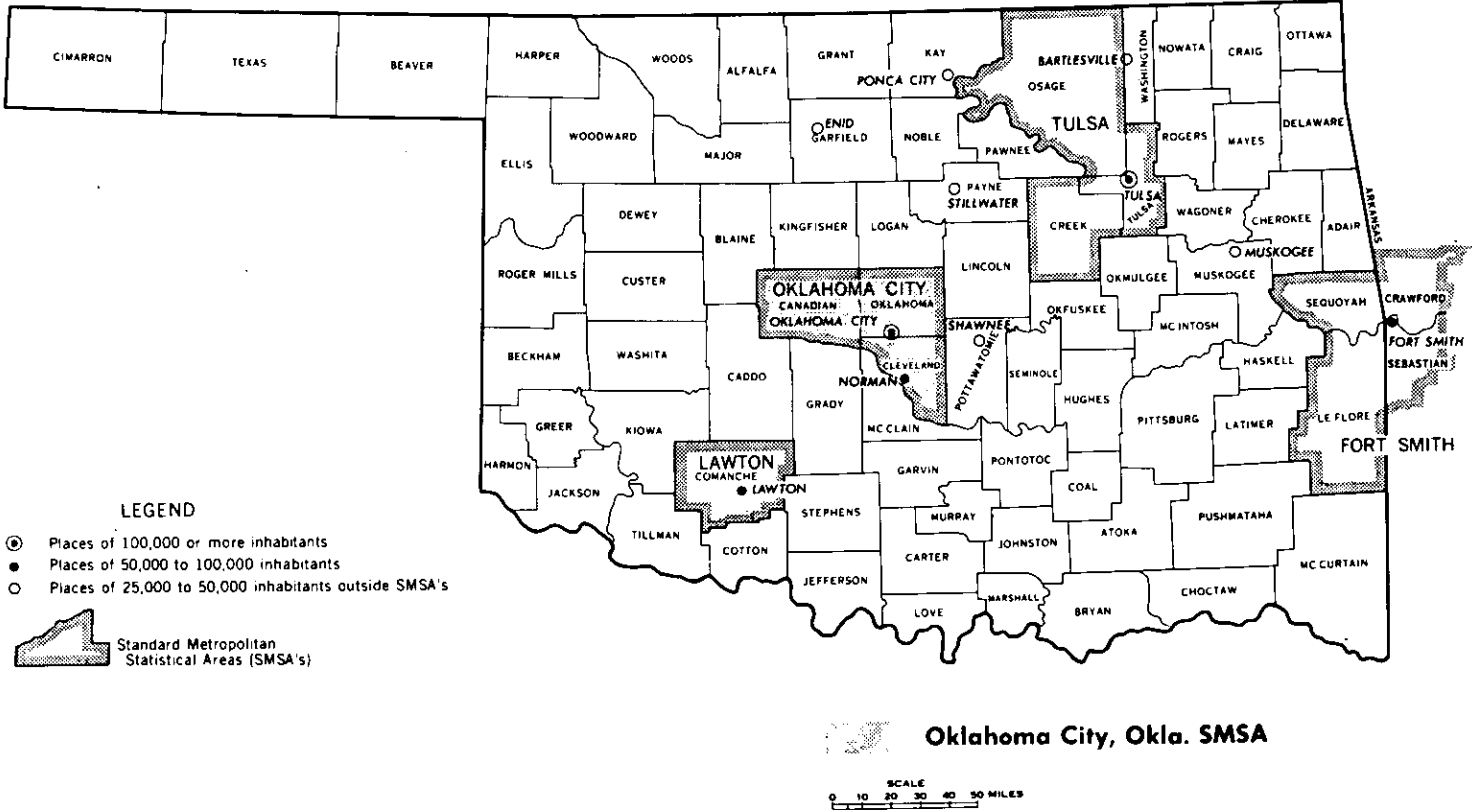 CIMARRON
TEXAS
BEAVER
HARPER
WOODS
ALFALFA
GRANT
KAY
PONCA CITY
BARTLESVILLE
OSAGE
WASHINGTON
NOWATA
CRAIG
OTTAWA
ELLIS
WOODWARD
MAJOR
ENID
GARFIELD
NOBLE
PAWNEE
TULSA
ROGERS
MAYES
DELAWARE
DEWEY
BLAINE
KINGFISHER
LOGAN
PAYNE
STILLWATER
CREEK
TULSA
TULSA
WAGONER
CHEROKEE
ADAIR
ARKANSAS
ROGER MILLS
CUSTER
LINCOLN
OKMULGEE
MUSKOGEE
MUSKOGEE
OKLAHOMA CITY
CANADIAN
OKLAHOMA
OKLAHOMA CITY
SHAWNEE
OKFUSKEE
MC INTOSH
SEQUOYAH
CRAWFORD
FORT SMITH
SEBASTIAN
BECKHAM
WASHITA
CADDO
GRADY
CLEVELAND
NORMAN
POTTAWATOMIE
SEMINOLE
HUGHES
HASKELL
PITTSBURG
LATIMER
LE FLORE
FORT SMITH
GREER
KIOWA
HARMON
JACKSON
LAWTON
COMANCHE
LAWTON
MC CLAIN
GARVIN
PONTOTOC
COAL
TILLMAN
COTTON
STEPHENS
MURRAY
JOHNSTON
ATOKA
PUSHMATAHA
MC CURTAIN
JEFFERSON
CARTER
LOVE
MARSHALL
BRYAN
CHOCTAW
LEGEND
Places of 100,000 or more inhabitants
Places of 50,000 to 100,000 inhabitants
Places of 25,000 to 50,000 inhabitants outside SMSA's
Standard Metropolitan
Statistical Areas (SMSA's)
Oklahoma City, Okla. SMSA
SCALE
0 10 20 30 40 50 MILES